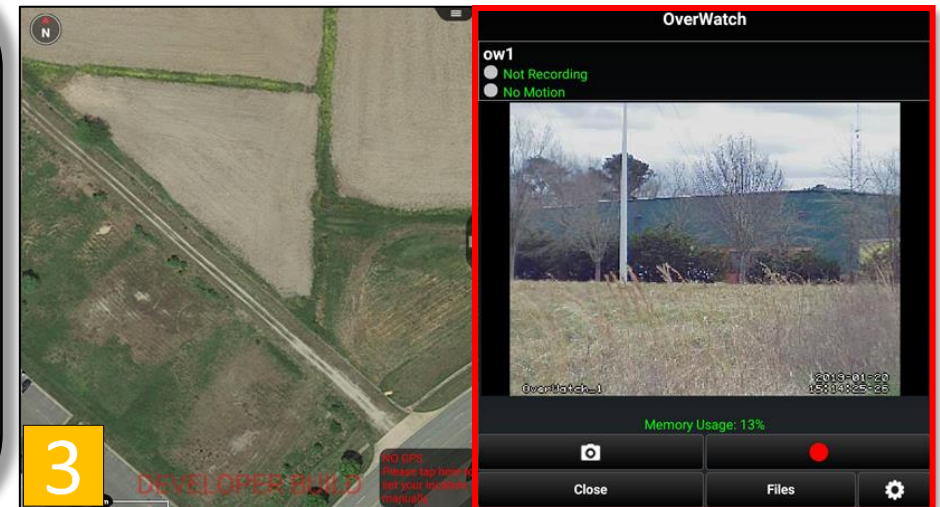 N
OverWatch
ow1
Not Recording
No Motion
OverWatch_1
2013-01-20
15:14:25-26
Memory Usage: 13%
Close
Files
3
DEVELOPER BUILD
NO GPS
Please tap here to
set your location
manually
m